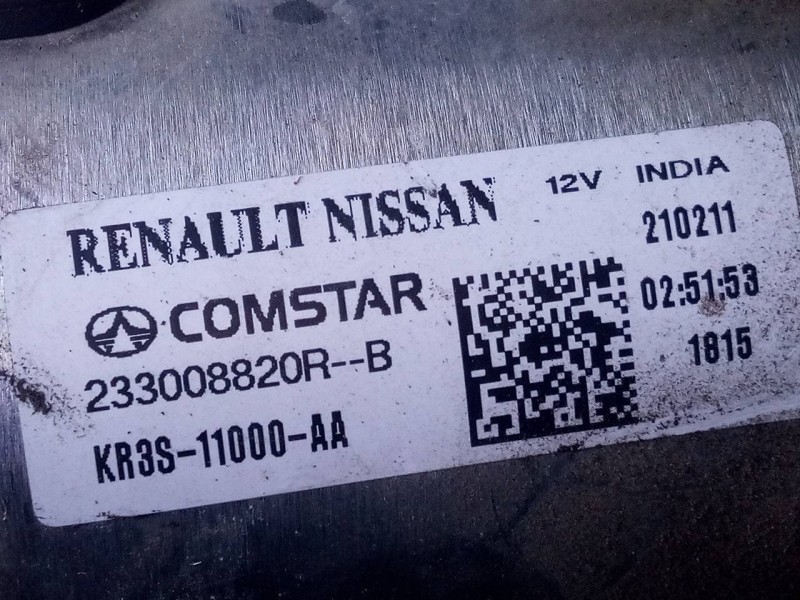 RENAULT NISSAN 12V INDIA
210211
COMSTAR 02:51:53
233008820R--B 1815
KR3S-11000-AA